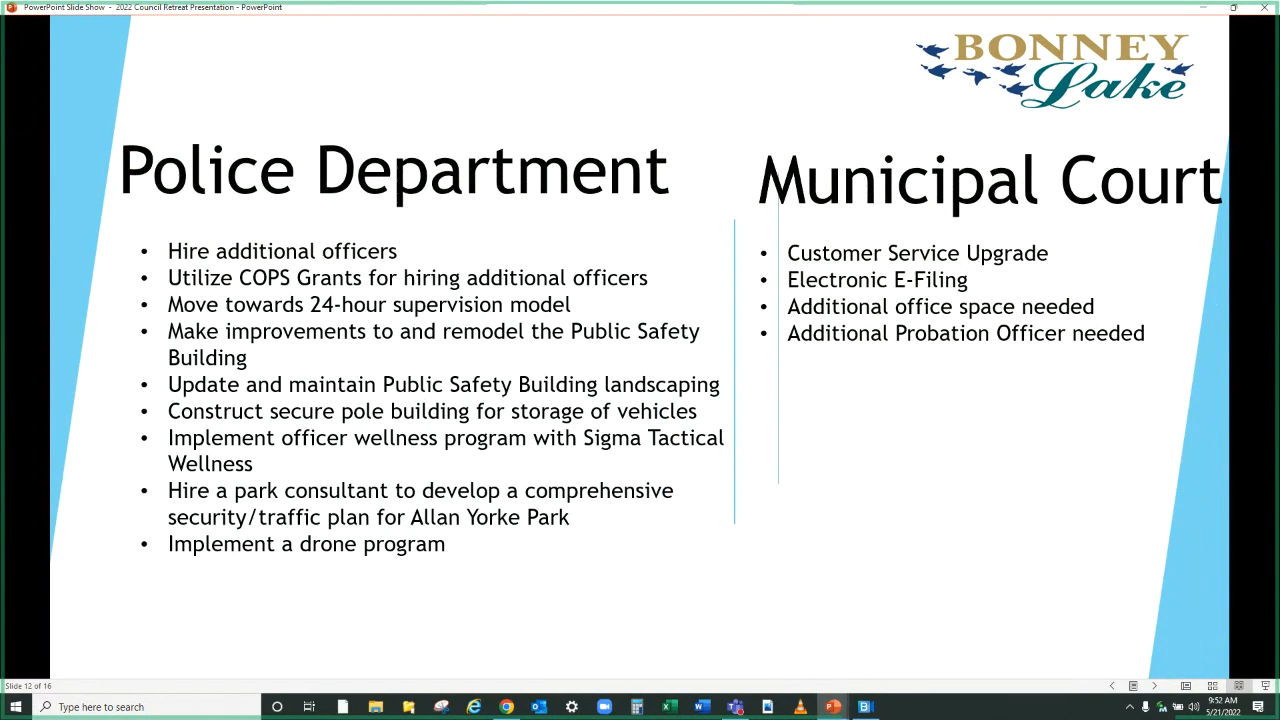 PowerPoint Slide Show - 2022 Council Retreat Presentation - PowerPoint
BONNEY
Lake
Police Department
• Hire additional officers
• Utilize COPS Grants for hiring additional officers
• Move towards 24-hour supervision model
• Make improvements to and remodel the Public Safety
Building
• Update and maintain Public Safety Building landscaping
• Construct secure pole building for storage of vehicles
• Implement officer wellness program with Sigma Tactical
Wellness
• Hire a park consultant to develop a comprehensive
security/traffic plan for Allan Yorke Park
• Implement a drone program
Municipal Court
• Customer Service Upgrade
• Electronic E-Filing
• Additional office space needed
• Additional Probation Officer needed
Slide 12 of 16
Type here to search
9:52 AM
5/21/2022